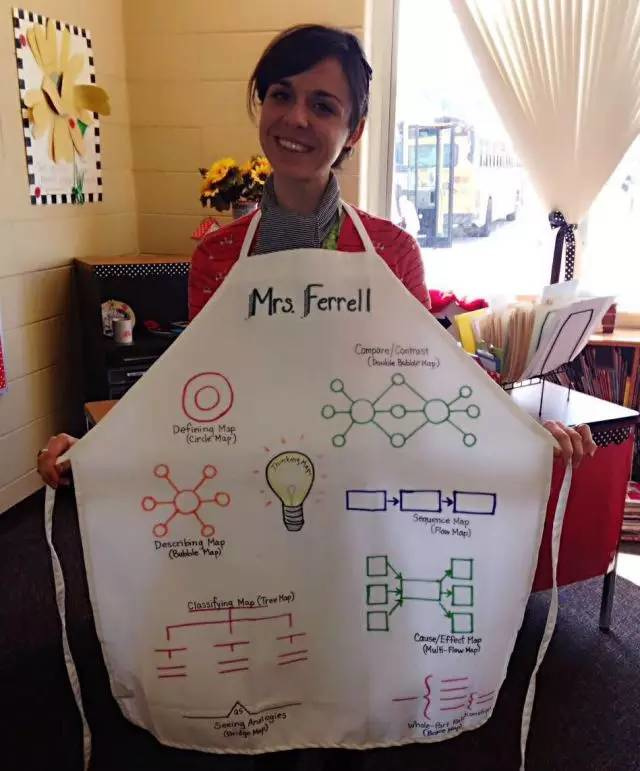 Mrs. Ferrell
Compare/Contrast
(Double Bubble Map)
Defining Map
(Circle Map)
Thinking Maps
Describing Map
(Bubble Map)
Sequence Map
(Flow Map)
Classifying Map (Tree Map)
Cause/Effect Map
(Multi-Flow Map)
as
Seeing Analogies
(Bridge Map)
Whole-Part
(Brace Map)